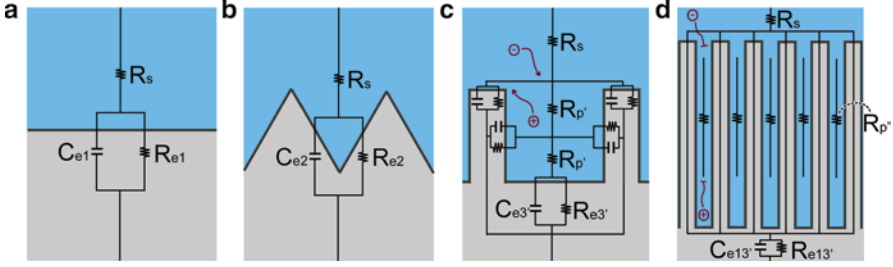 a
b
c
d
Rs
Ce1
Re1
Rs
Ce2
Re2
Rs
⊖
Rp'
⊕
Rp'
Ce3'
Re3'
Rs
⊖
Rp"
⊕
Ce13'
Re13'